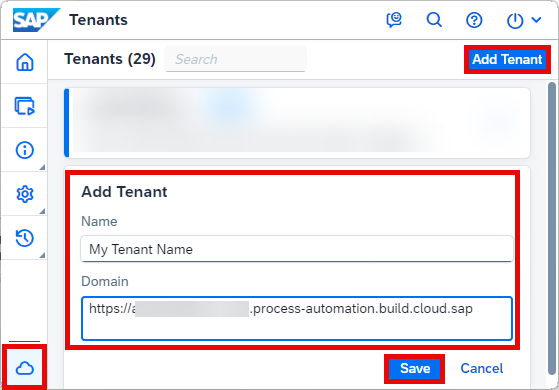 SAP Tenants
Tenants (29) Search Add Tenant
Add Tenant
Name
My Tenant Name
Domain
https://a .process-automation.build.cloud.sap
Save Cancel